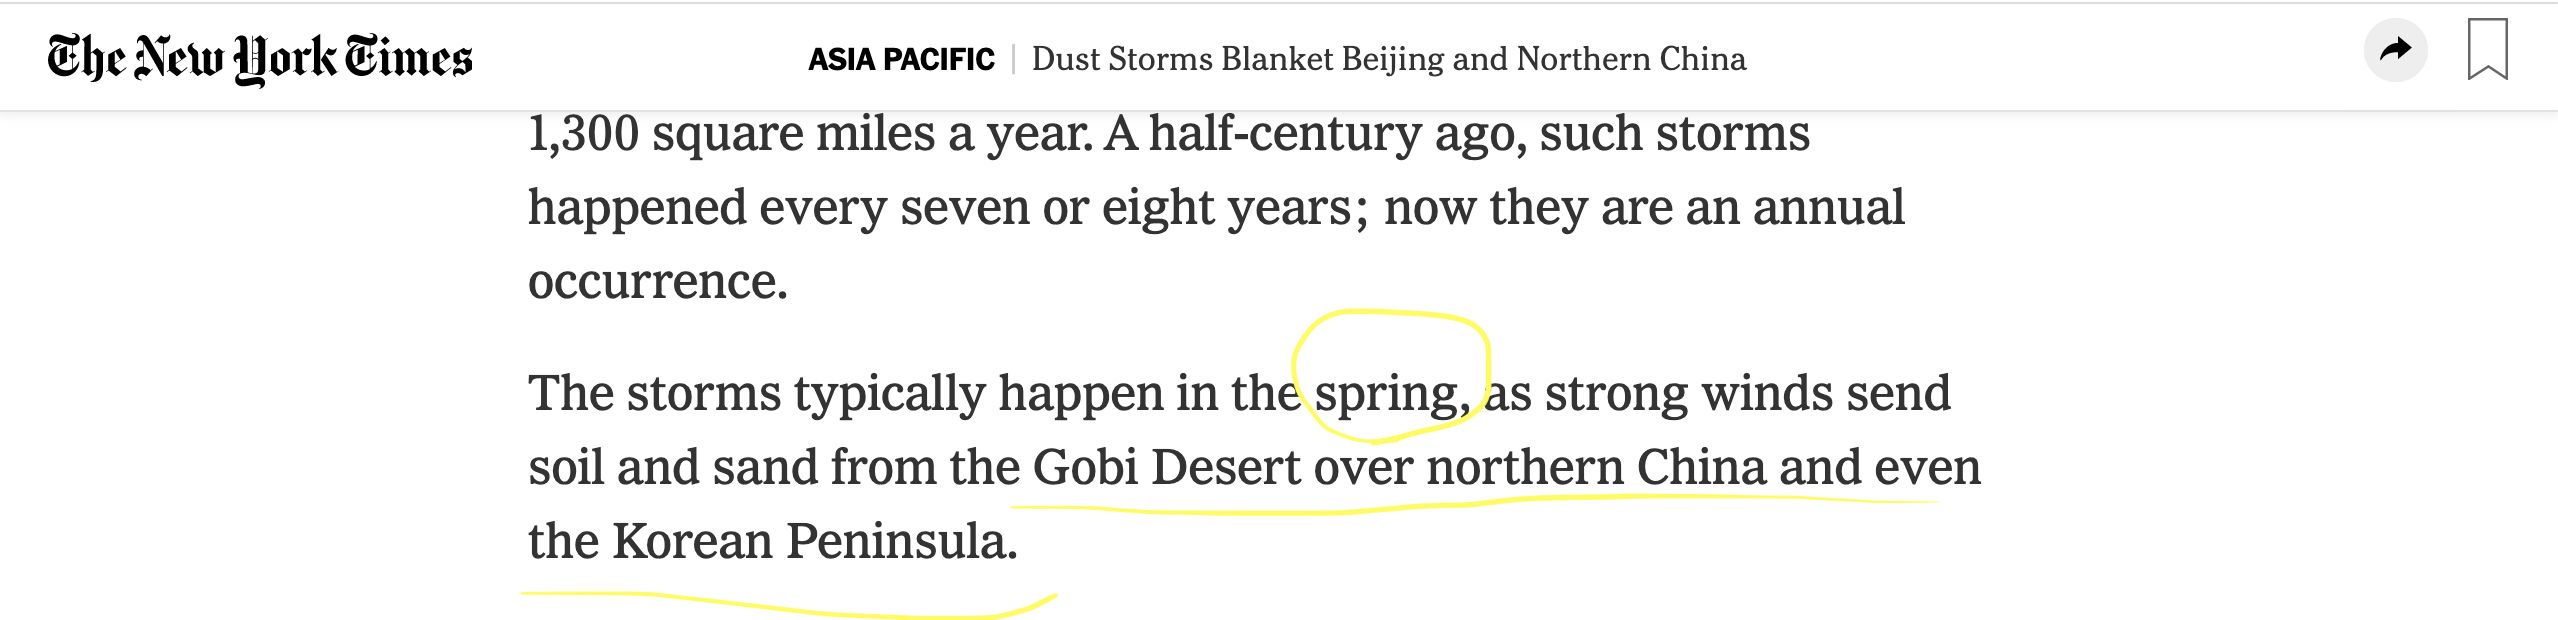 The New York Times
ASIA PACIFIC | Dust Storms Blanket Beijing and Northern China
1,300 square miles a year. A half-century ago, such storms
happened every seven or eight years; now they are an annual
occurrence.
The storms typically happen in the spring, as strong winds send
soil and sand from the Gobi Desert over northern China and even
the Korean Peninsula.